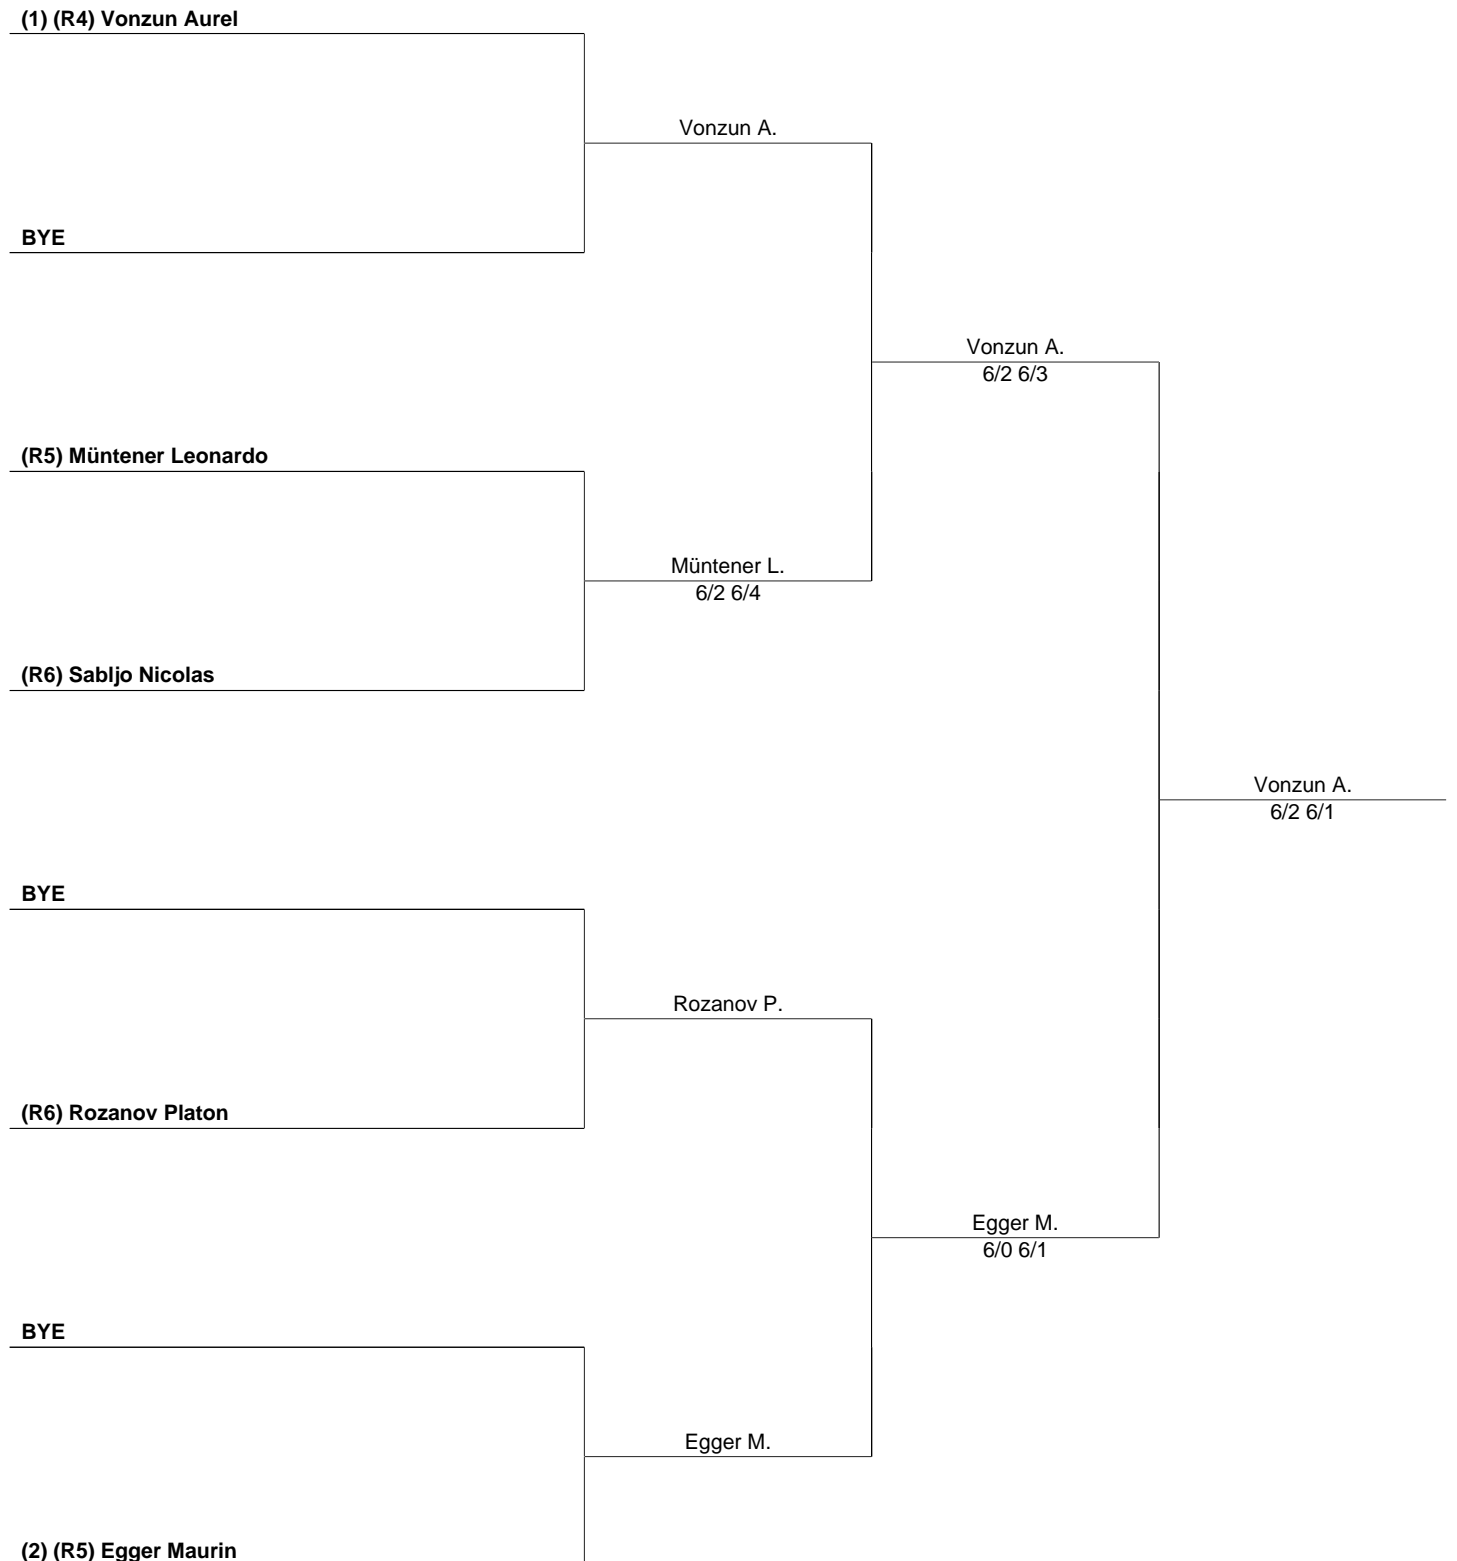 (1) (R4) Vonzun Aurel
Vonzun A.
BYE
Vonzun A.
6/2 6/3
(R5) Müntener Leonardo
Müntener L.
6/2 6/4
(R6) Sabljo Nicolas
Vonzun A.
6/2 6/1
BYE
Rozanov P.
(R6) Rozanov Platon
Egger M.
6/0 6/1
BYE
Egger M.
(2) (R5) Egger Maurin